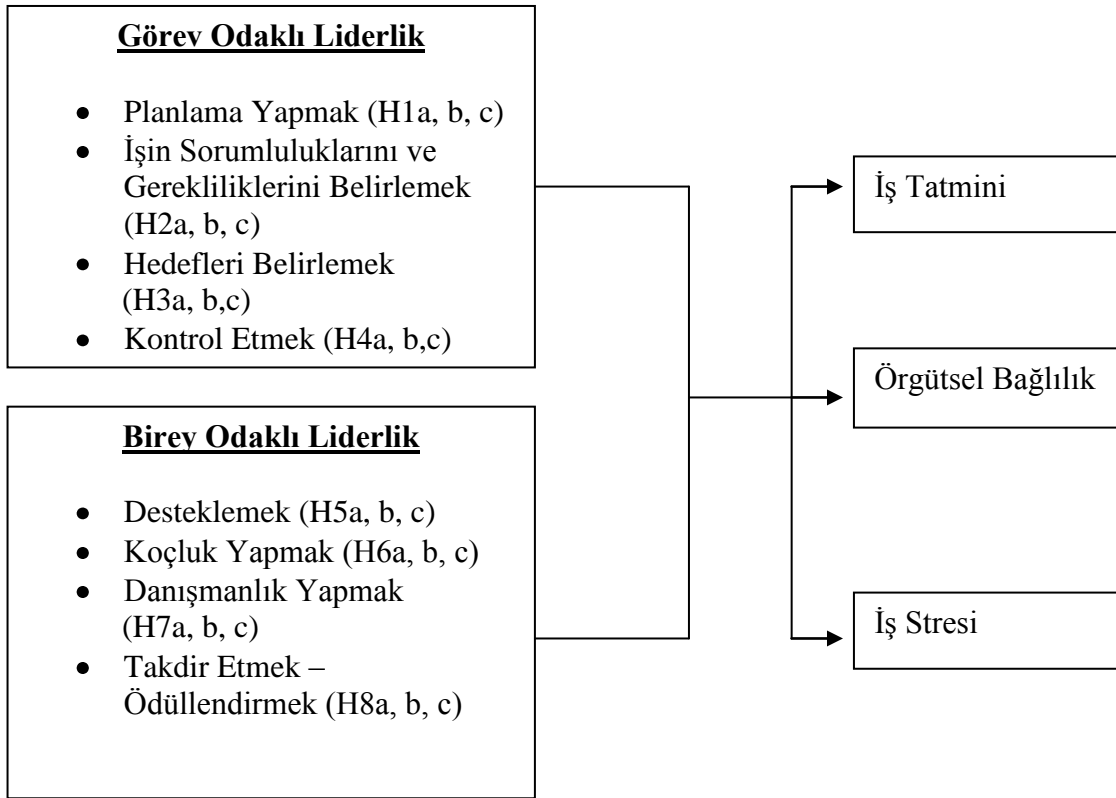 Görev Odaklı Liderlik
• Planlama Yapmak (H1a, b, c)
• İşin Sorumluluklarını ve
Gerekliliklerini Belirlemek
(H2a, b, c)
• Hedefleri Belirlemek
(H3a, b,c)
• Kontrol Etmek (H4a, b,c)
Birey Odaklı Liderlik
• Desteklemek (H5a, b, c)
• Koçluk Yapmak (H6a, b, c)
• Danışmanlık Yapmak
(H7a, b, c)
• Takdir Etmek –
Ödüllendirmek (H8a, b, c)
İş Tatmini
Örgütsel Bağlılık
İş Stresi